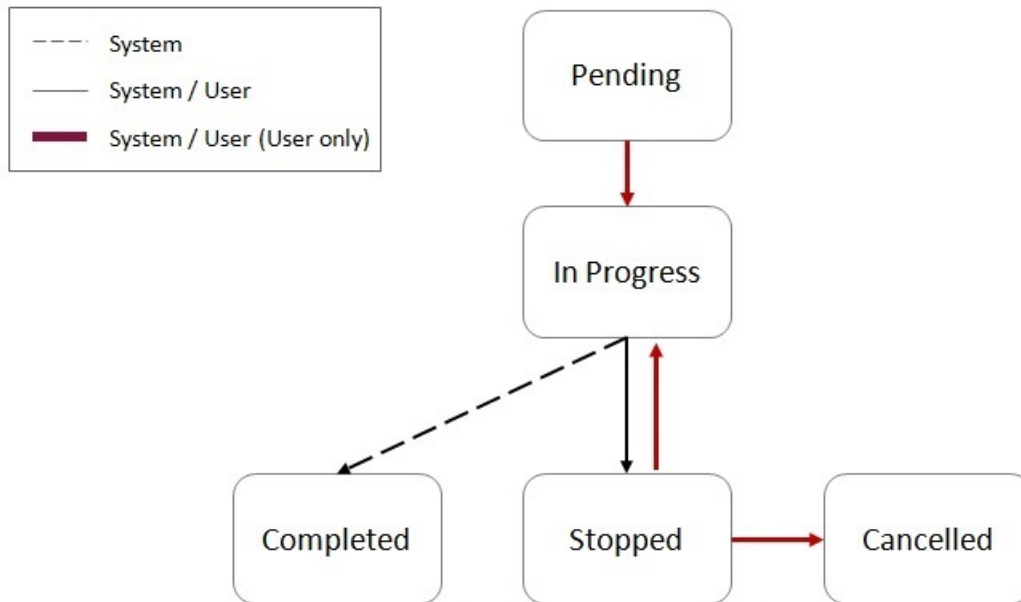 System
System / User
System / User (User only)
Pending
In Progress
Completed
Stopped
Cancelled